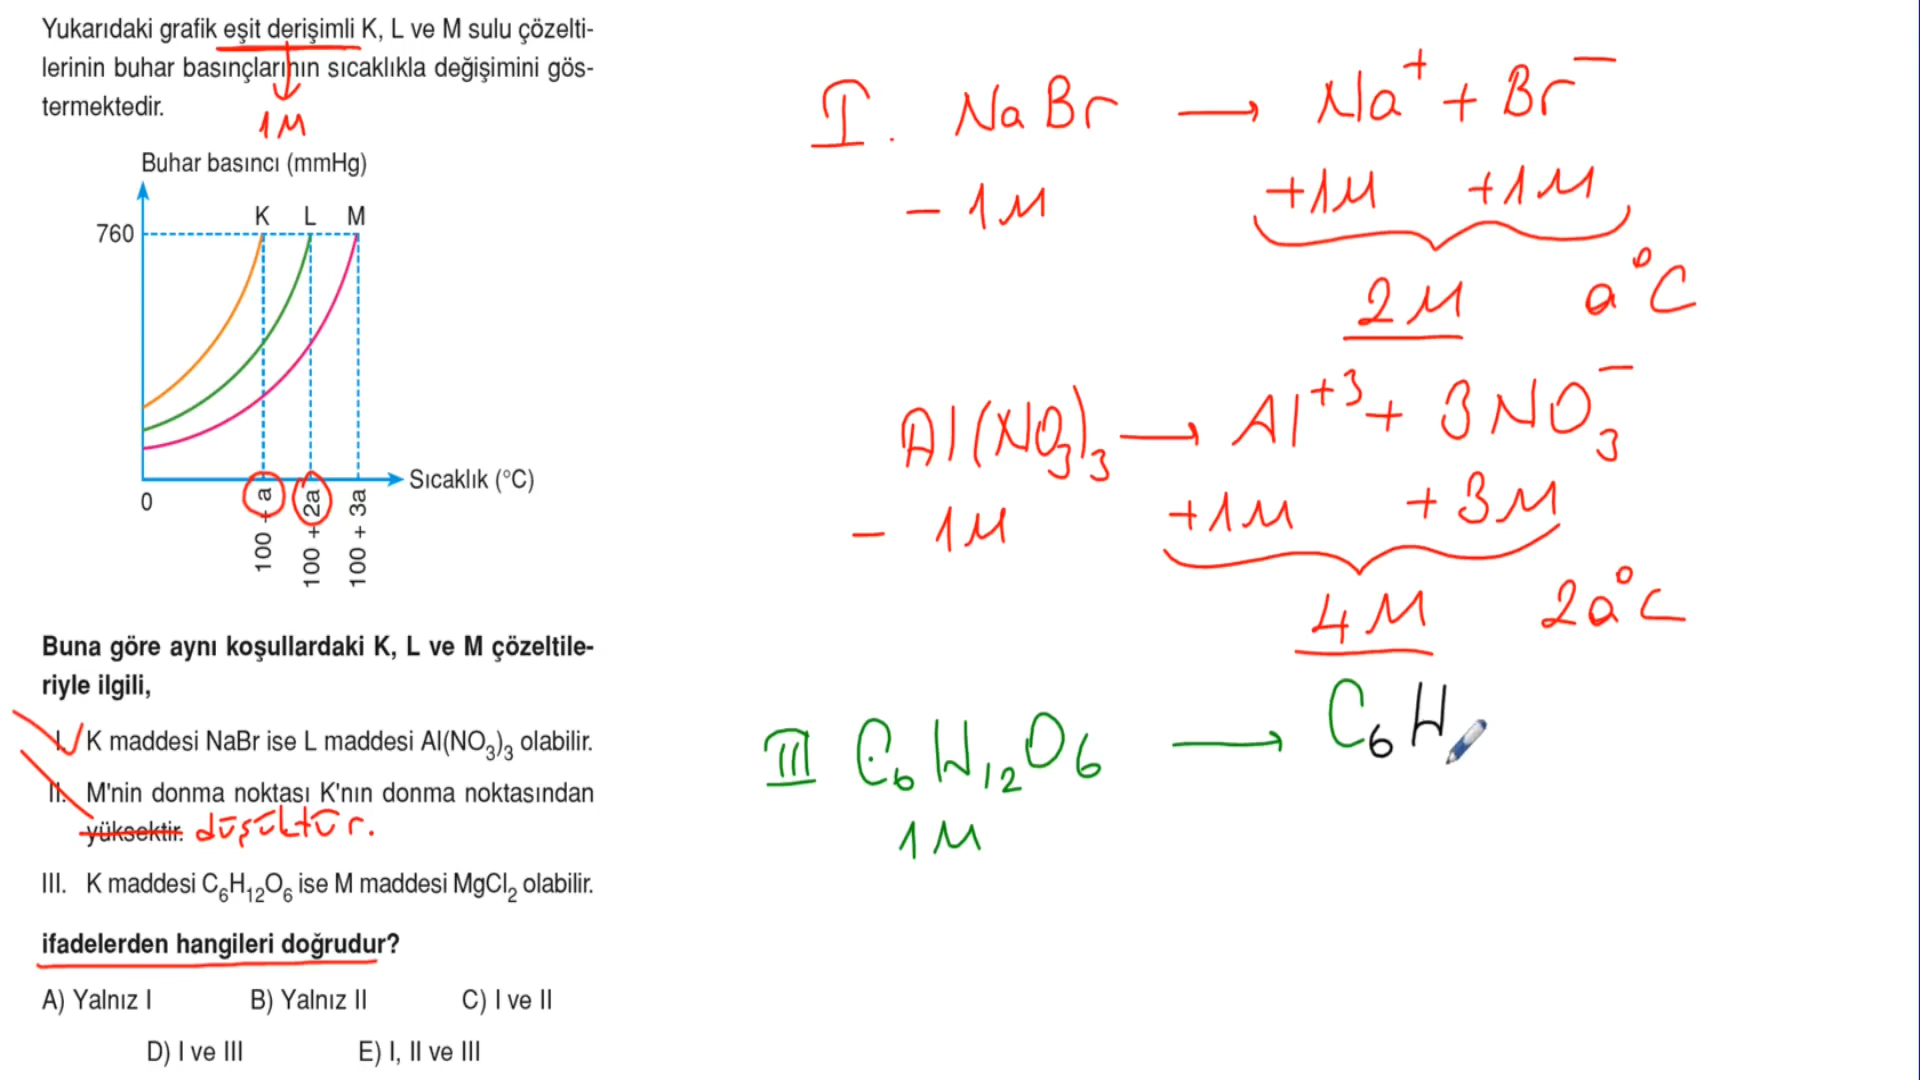 Yukarıdaki grafik eşit derişimli K, L ve M sulu çözelti-
lerinin buhar basınçlarının sıcaklıkla değişimini gös-
termektedir.
1M
Buhar basıncı (mmHg)
K L M
760
0
100 + a
100 + 2a
100 + 3a
Sıcaklık (°C)
Buna göre aynı koşullardaki K, L ve M çözeltile-
riyle ilgili,
I. K maddesi NaBr ise L maddesi Al(NO3)3 olabilir.
II. M'nin donma noktası K'nın donma noktasından
yüksektir. düşüktür.
III. K maddesi C6H12O6 ise M maddesi MgCl2 olabilir.
ifadelerden hangileri doğrudur?
A) Yalnız I B) Yalnız II C) I ve II
D) I ve III E) I, II ve III
I. NaBr → Na+ + Br−
− 1M +1M +1M
2M a°C
Al(NO3)3 → Al+3 + 3NO3−
− 1M +1M +3M
4M 2a°C
III C6H12O6 → C6H
1M